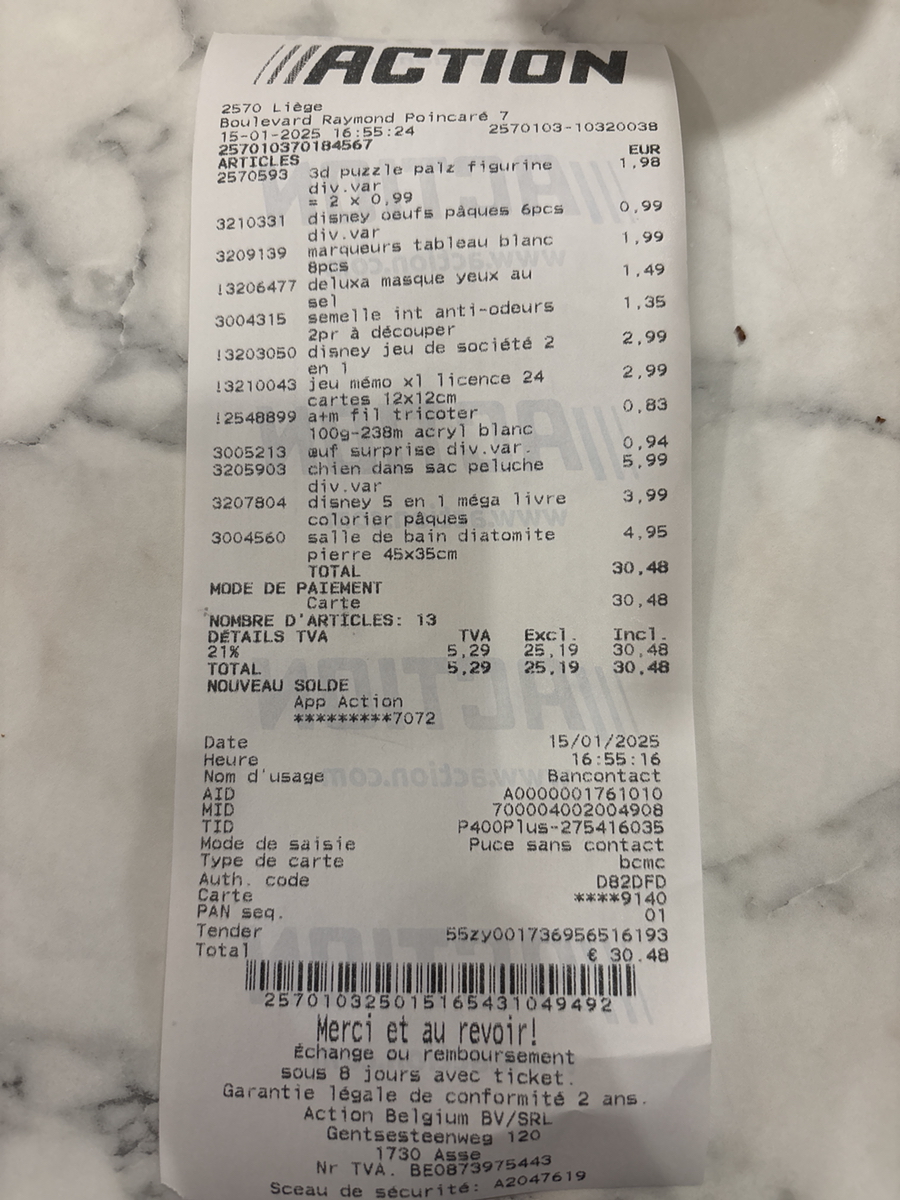 ACTION
2570 Liège
Boulevard Raymond Poincaré 7
15-01-2025 16:55:24 2570103-10320038
257010370184567
ARTICLES EUR
2570593 3d puzzle palz figurine 1,98
div.var
= 2 x 0,99
3210331 disney oeufs pâques 6pcs 0,99
div.var
3209139 marqueurs tableau blanc 1,99
8pcs
!3206477 deluxa masque yeux au 1,49
sel
3004315 semelle int anti-odeurs 1,35
2pr à découper
!3203050 disney jeu de société 2 2,99
en 1
!3210043 jeu mémo xl licence 24 2,99
cartes 12x12cm
!2548899 a+m fil tricoter 0,83
100g-238m acryl blanc
3005213 œuf surprise div.var. 0,94
3205903 chien dans sac peluche 5,99
div.var
3207804 disney 5 en 1 méga livre 3,99
colorier pâques
3004560 salle de bain diatomite 4,95
pierre 45x35cm
TOTAL 30,48
MODE DE PAIEMENT
Carte 30,48
NOMBRE D'ARTICLES: 13
DÉTAILS TVA TVA Excl. Incl.
21% 5,29 25,19 30,48
TOTAL 5,29 25,19 30,48
NOUVEAU SOLDE
App Action
*********7072
Date 15/01/2025
Heure 16:55:16
Nom d'usage Bancontact
AID A0000001761010
MID 700004002004908
TID P400Plus-275416035
Mode de saisie Puce sans contact
Type de carte bcmc
Auth. code D82DFD
Carte ****9140
PAN seq. 01
Tender 55zy001736956516193
Total € 30.48
257010325015165431049492
Merci et au revoir!
Échange ou remboursement
sous 8 jours avec ticket.
Garantie légale de conformité 2 ans.
Action Belgium BV/SRL
Gentsesteenweg 120
1730 Asse
Nr TVA. BE0873975443
Sceau de sécurité: A2047619